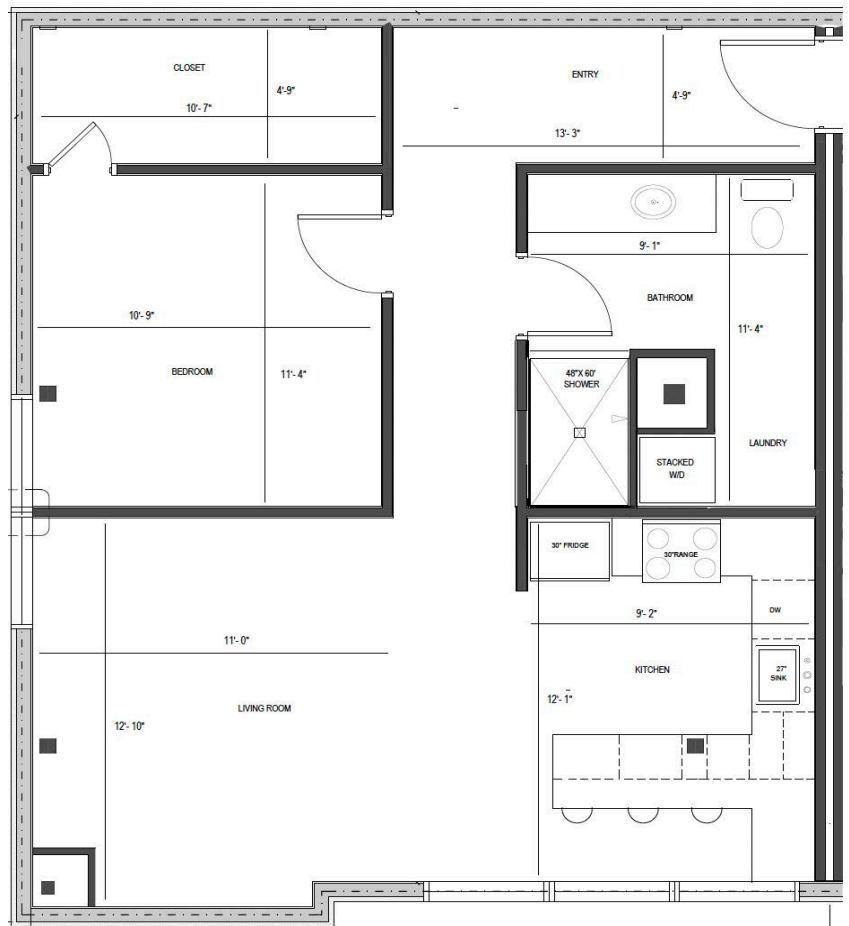 CLOSET
4'-9"
10'- 7"
ENTRY
4'-9"
13'- 3"
9'- 1"
BATHROOM
11'- 4"
10'- 9"
BEDROOM
11'- 4"
48"X 60'
SHOWER
LAUNDRY
STACKED
W/D
30" FRIDGE
30"RANGE
9'- 2"
DW
11'- 0"
KITCHEN
27"
SINK
12'- 1"
LIVING ROOM
12'- 10"